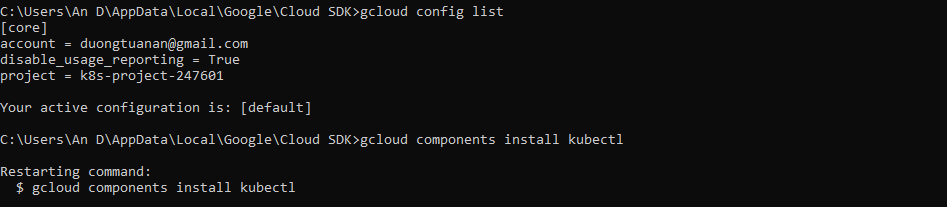 C:\Users\An D\AppData\Local\Google\Cloud SDK>gcloud config list
[core]
account = duongtuanan@gmail.com
disable_usage_reporting = True
project = k8s-project-247601
Your active configuration is: [default]
C:\Users\An D\AppData\Local\Google\Cloud SDK>gcloud components install kubectl
Restarting command:
  $ gcloud components install kubectl